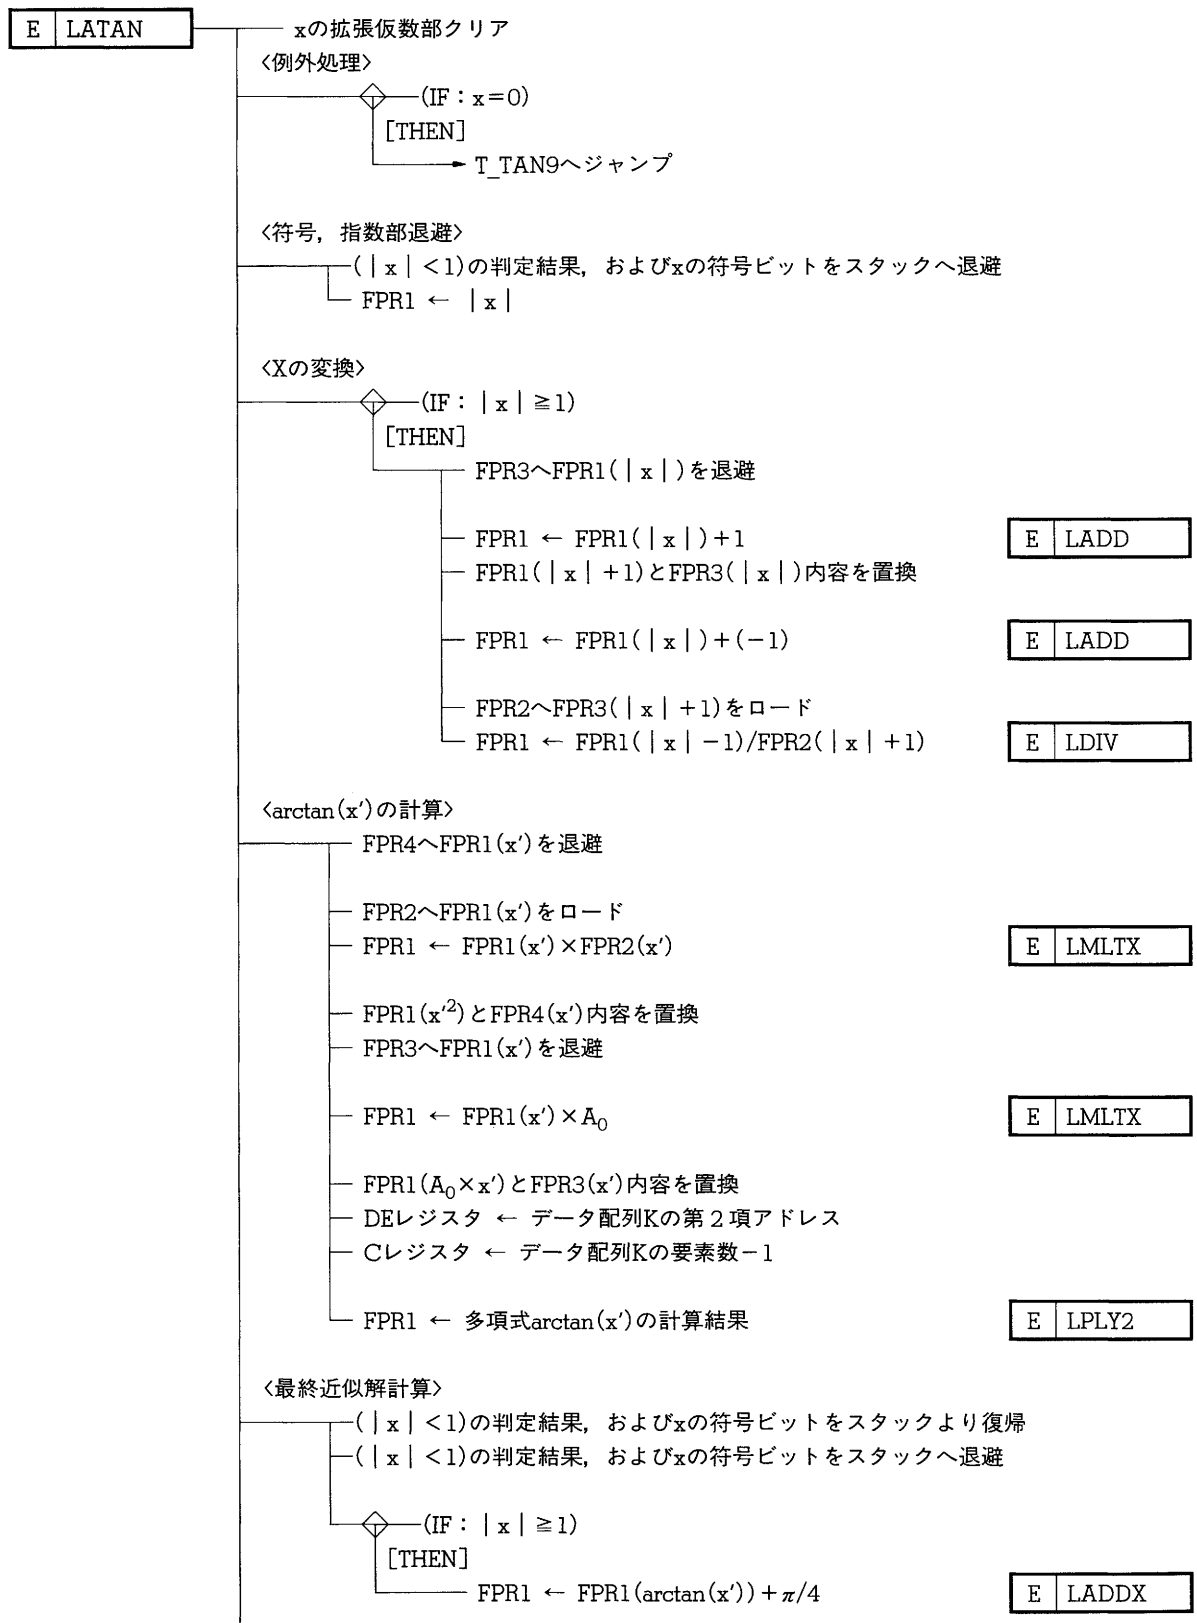 E LATAN xの拡張仮数部クリア
〈例外処理〉
(IF：x=0)
[THEN]
T_TAN9へジャンプ
〈符号，指数部退避〉
(｜x｜<1)の判定結果，およびxの符号ビットをスタックへ退避
FPR1 ← ｜x｜
〈Xの変換〉
(IF：｜x｜≧1)
[THEN]
FPR3へFPR1(｜x｜)を退避
FPR1 ← FPR1(｜x｜)+1 E LADD
FPR1(｜x｜+1)とFPR3(｜x｜)内容を置換
FPR1 ← FPR1(｜x｜)+(−1) E LADD
FPR2へFPR3(｜x｜+1)をロード
FPR1 ← FPR1(｜x｜−1)/FPR2(｜x｜+1) E LDIV
〈arctan(x′)の計算〉
FPR4へFPR1(x′)を退避
FPR2へFPR1(x′)をロード
FPR1 ← FPR1(x′)×FPR2(x′) E LMLTX
FPR1(x′²)とFPR4(x′)内容を置換
FPR3へFPR1(x′)を退避
FPR1 ← FPR1(x′)×A₀ E LMLTX
FPR1(A₀×x′)とFPR3(x′)内容を置換
DEレジスタ ← データ配列Kの第2項アドレス
Cレジスタ ← データ配列Kの要素数−1
FPR1 ← 多項式arctan(x′)の計算結果 E LPLY2
〈最終近似解計算〉
(｜x｜<1)の判定結果，およびxの符号ビットをスタックより復帰
(｜x｜<1)の判定結果，およびxの符号ビットをスタックへ退避
(IF：｜x｜≧1)
[THEN]
FPR1 ← FPR1(arctan(x′))+π/4 E LADDX